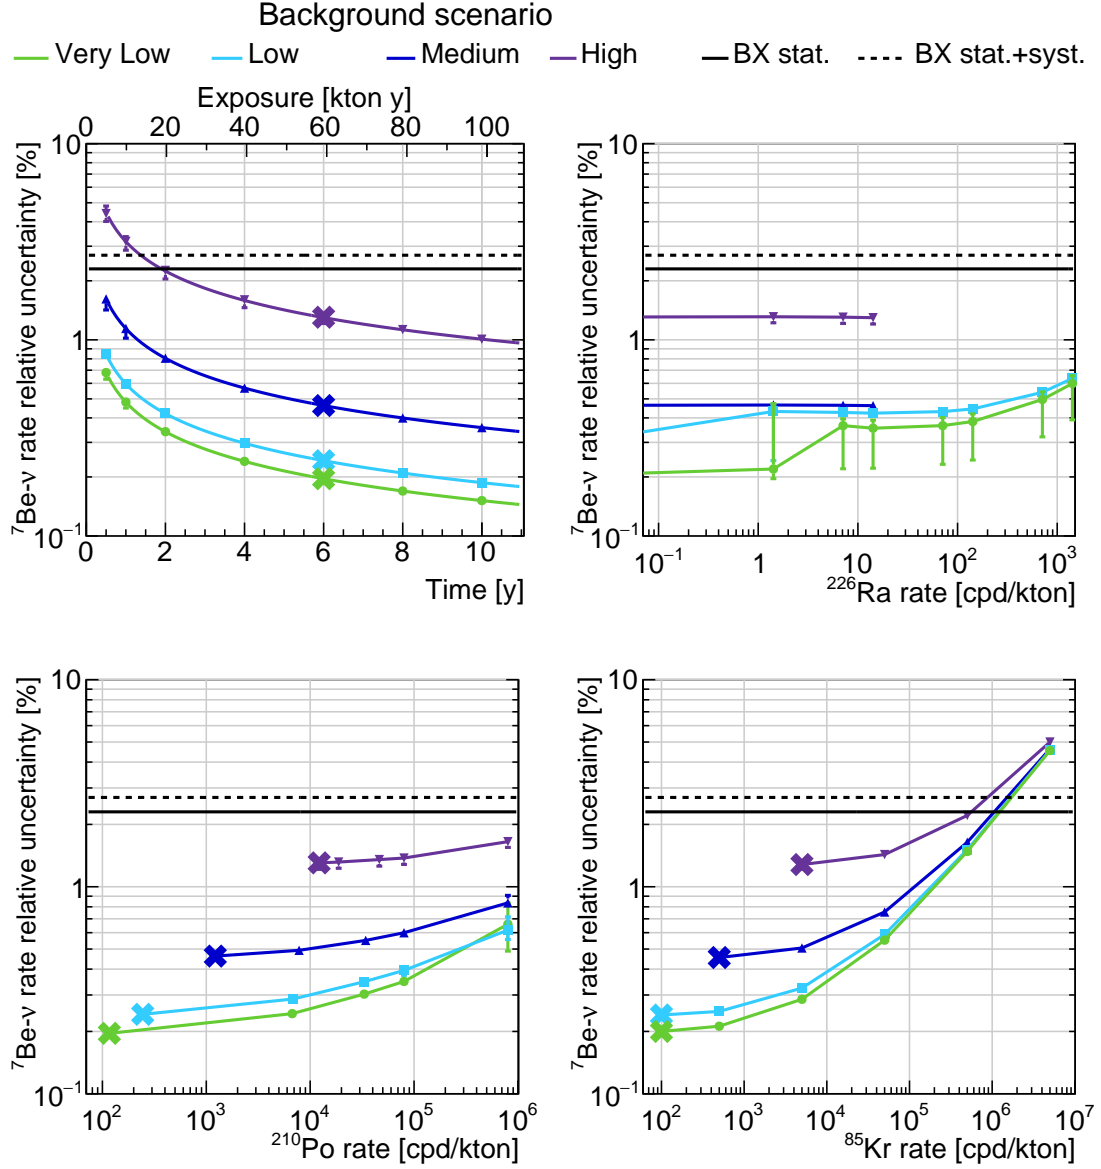 Background scenario
Very Low Low Medium High BX stat. BX stat.+syst.
Exposure [kton y]
0 20 40 60 80 100
⁷Be-ν rate relative uncertainty [%]
10
1
10⁻¹
0 2 4 6 8 10
Time [y]
⁷Be-ν rate relative uncertainty [%]
10
1
10⁻¹
10⁻¹ 1 10 10² 10³
²²⁶Ra rate [cpd/kton]
⁷Be-ν rate relative uncertainty [%]
10
1
10⁻¹
10² 10³ 10⁴ 10⁵ 10⁶
²¹⁰Po rate [cpd/kton]
⁷Be-ν rate relative uncertainty [%]
10
1
10⁻¹
10² 10³ 10⁴ 10⁵ 10⁶ 10⁷
⁸⁵Kr rate [cpd/kton]